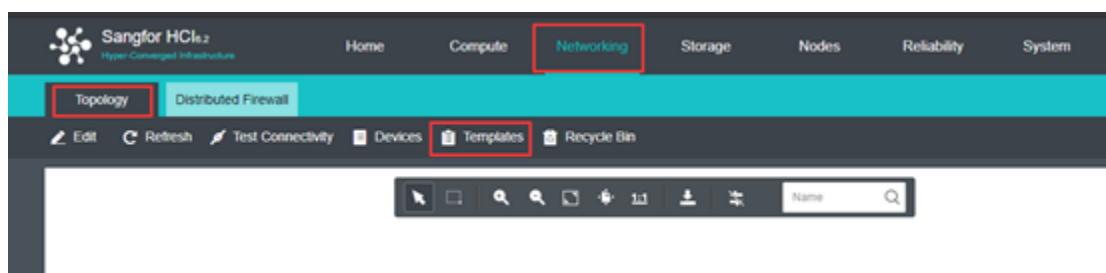 Sangfor HCI6.2
Hyper-Converged Infrastructure
Home Compute Networking Storage Nodes Reliability System
Topology Distributed Firewall
Edit Refresh Test Connectivity Devices Templates Recycle Bin
1:1 Name